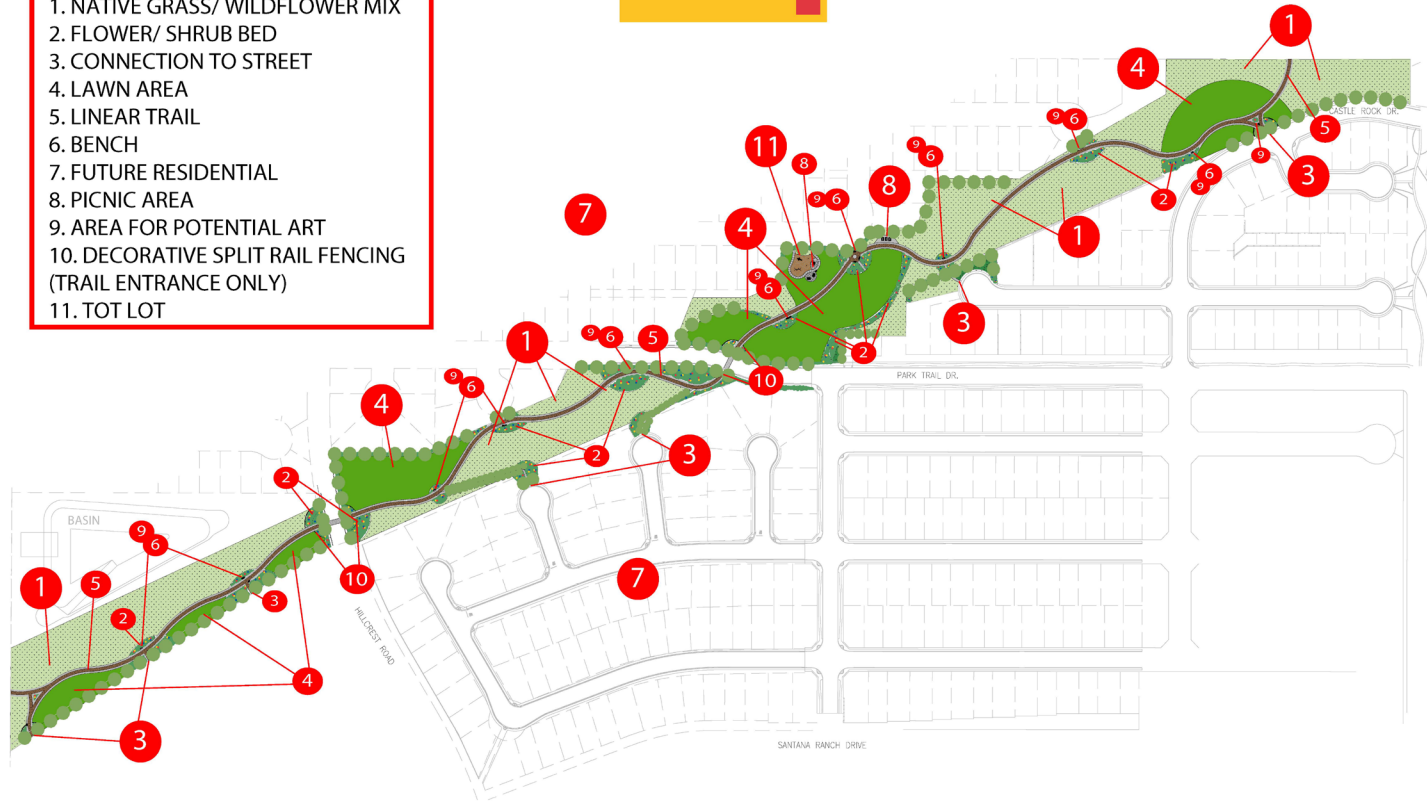 1. NATIVE GRASS/ WILDFLOWER MIX
2. FLOWER/ SHRUB BED
3. CONNECTION TO STREET
4. LAWN AREA
5. LINEAR TRAIL
6. BENCH
7. FUTURE RESIDENTIAL
8. PICNIC AREA
9. AREA FOR POTENTIAL ART
10. DECORATIVE SPLIT RAIL FENCING
(TRAIL ENTRANCE ONLY)
11. TOT LOT
1
4
CASTLE ROCK DR.
9 6
5
11
9
8
9 6
3
8
6
9
2
9 6
7
4
1
9
6
3
9 6
5
1
2
PARK TRAIL DR.
10
9 6
4
2
3
2
BASIN
9
6
10
7
1
5
3
2
HILLCREST ROAD
4
3
SANTANA RANCH DRIVE